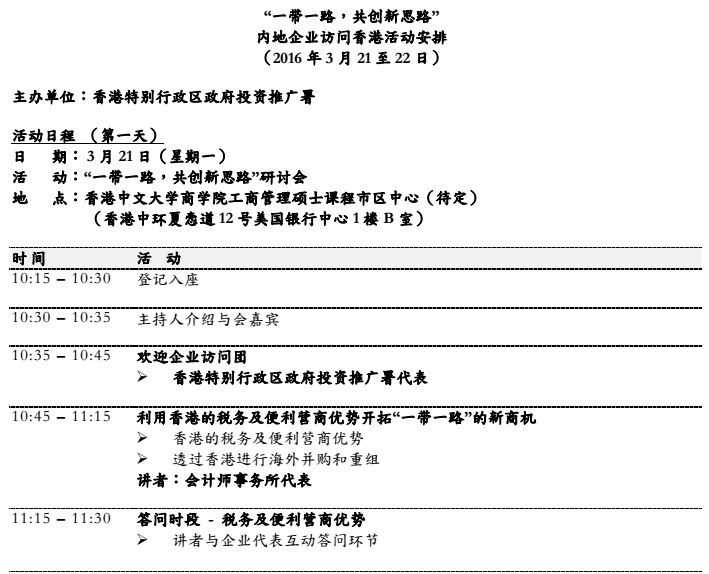 “一带一路，共创新思路”
内地企业访问香港活动安排
（2016 年 3 月 21 至 22 日）
主办单位：香港特别行政区政府投资推广署
活动日程 （第一天）
日 期：3 月 21 日（星期一）
活 动：“一带一路，共创新思路”研讨会
地 点：香港中文大学商学院工商管理硕士课程市区中心（待定）
（香港中环夏悫道 12 号美国银行中心 1 楼 B 室）
时间 活 动
10:15 – 10:30 登记入座
10:30 – 10:35 主持人介绍与会嘉宾
10:35 – 10:45 欢迎企业访问团
➢ 香港特别行政区政府投资推广署代表
10:45 – 11:15 利用香港的税务及便利营商优势开拓“一带一路”的新商机
➢ 香港的税务及便利营商优势
➢ 透过香港进行海外并购和重组
讲者：会计师事务所代表
11:15 – 11:30 答问时段 - 税务及便利营商优势
➢ 讲者与企业代表互动答问环节